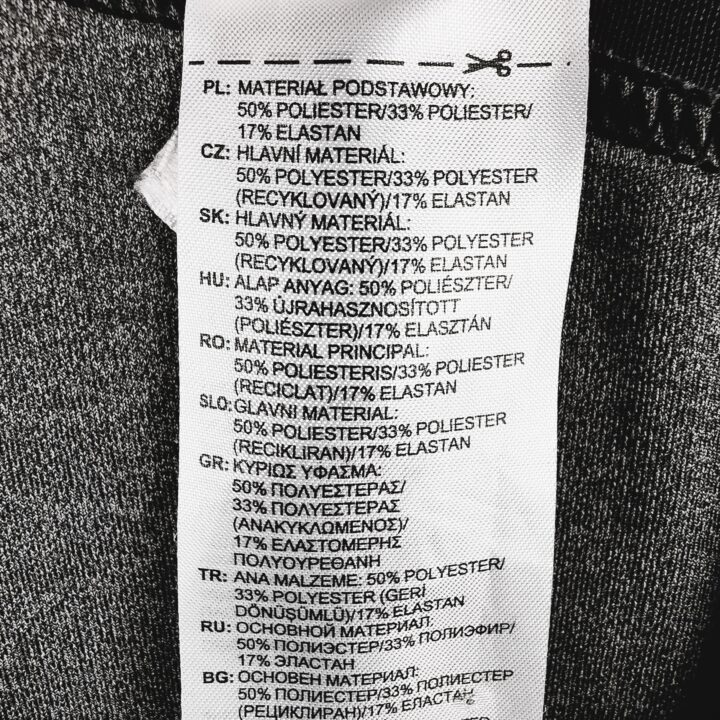 PL: MATERIAŁ PODSTAWOWY:
50% POLIESTER/33% POLIESTER/
17% ELASTAN
CZ: HLAVNÍ MATERIÁL:
50% POLYESTER/33% POLYESTER
(RECYKLOVANÝ)/17% ELASTAN
SK: HLAVNÝ MATERIÁL:
50% POLYESTER/33% POLYESTER
(RECYKLOVANÝ)/17% ELASTAN
HU: ALAP ANYAG: 50% POLIÉSZTER/
33% ÚJRAHASZNOSÍTOTT
(POLIÉSZTER)/17% ELASZTÁN
RO: MATERIAL PRINCIPAL:
50% POLIESTERIS/33% POLIESTER
(RECICLAT)/17% ELASTAN
SLO: GLAVNI MATERIAL:
50% POLIESTER/33% POLIESTER
(RECIKLIRAN)/17% ELASTAN
GR: ΚΥΡΙΩΣ ΥΦΑΣΜΑ:
50% ΠΟΛΥΕΣΤΕΡΑΣ/
33% ΠΟΛΥΕΣΤΕΡΑΣ
(ΑΝΑΚΥΚΛΩΜΕΝΟΣ)/
17% ΕΛΑΣΤΟΜΕΡΗΣ
ΠΟΛΥΟΥΡΕΘΑΝΗ
TR: ANA MALZEME: 50% POLYESTER/
33% POLYESTER (GERİ
DÖNÜŞÜMLÜ)/17% ELASTAN
RU: ОСНОВНОЙ МАТЕРИАЛ:
50% ПОЛИЭСТЕР/33% ПОЛИЭФИР/
17% ЭЛАСТАН
BG: ОСНОВЕН МАТЕРИАЛ:
50% ПОЛИЕСТЕР/33% ПОЛИЕСТЕР
(РЕЦИКЛИРАН)/17% ЕЛАСТАН